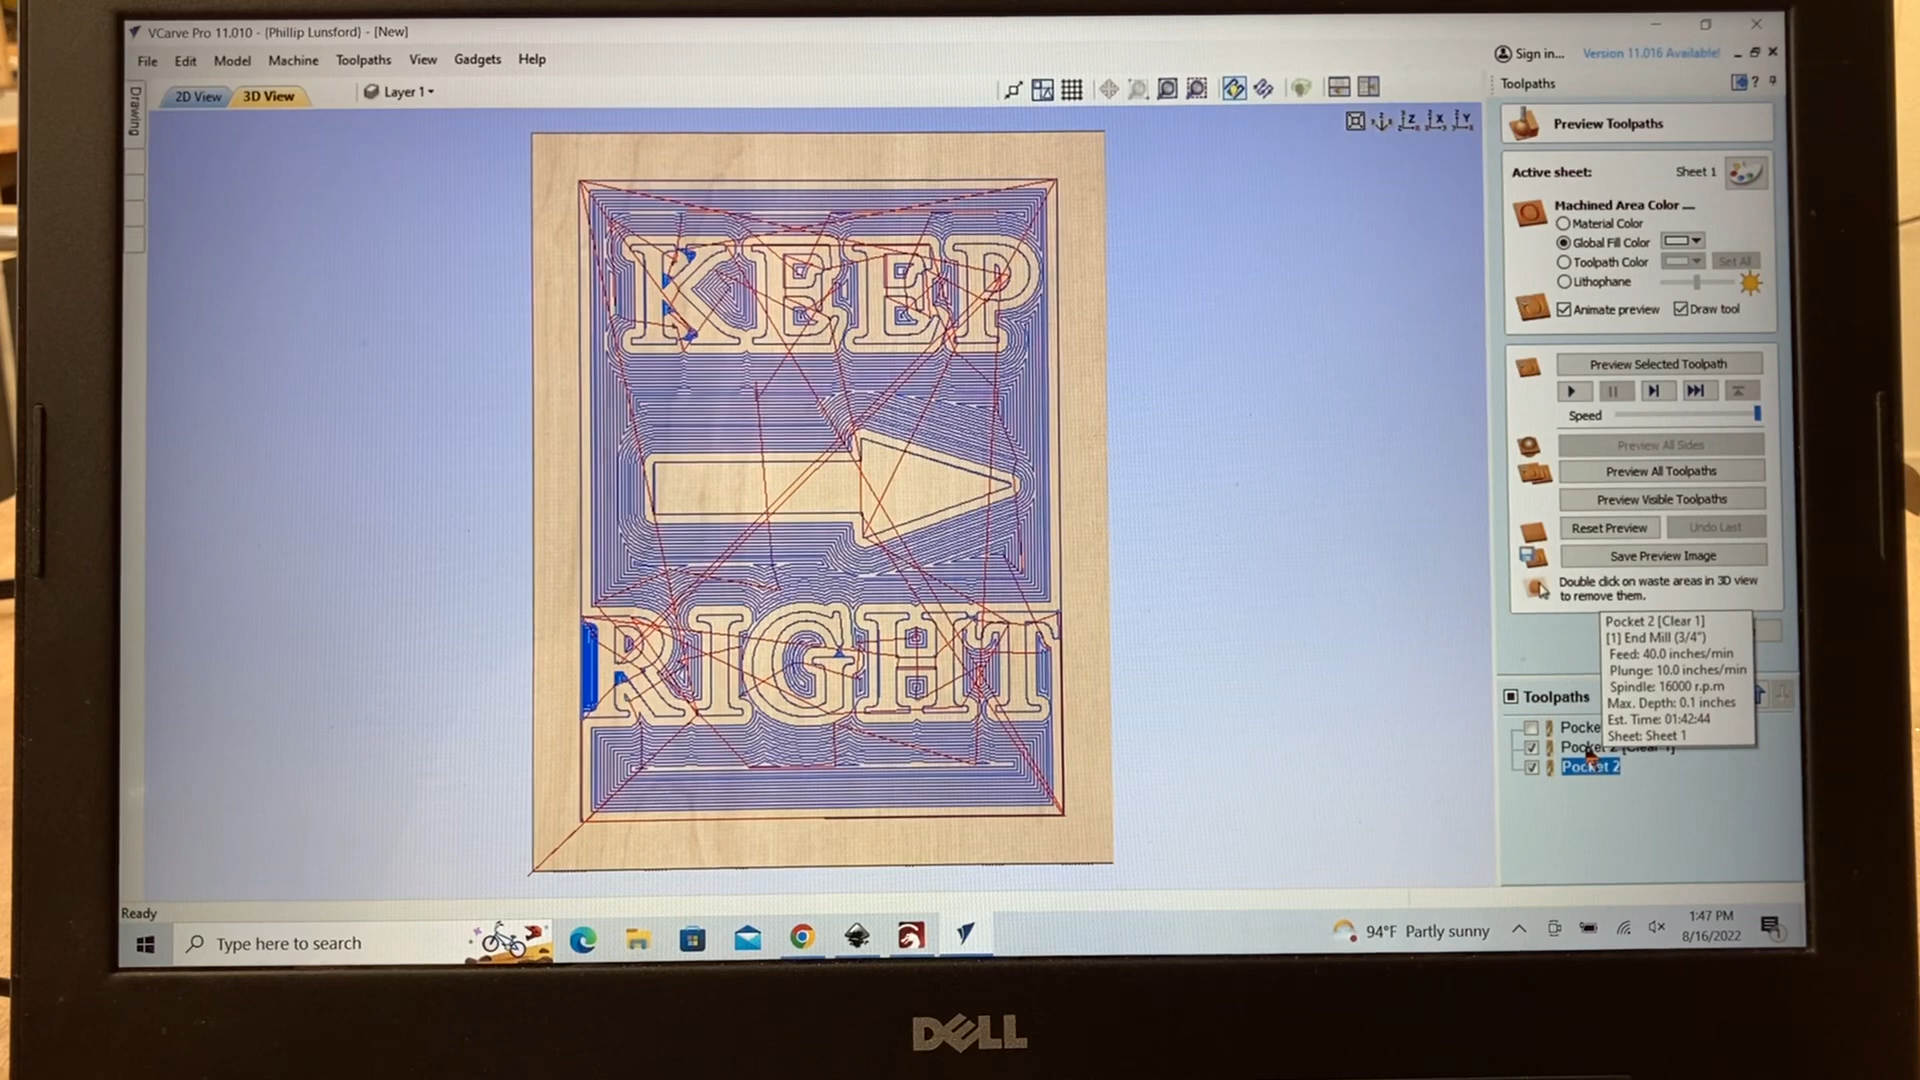 VCarve Pro 11.010 - {Phillip Lunsford} - [New]
File Edit Model Machine Toolpaths View Gadgets Help
Sign in... Version 11.016 Available!
Drawing
2D View 3D View Layer 1
Toolpaths ?
Z X Y
Preview Toolpaths
Active sheet: Sheet 1
Machined Area Color
Material Color
Global Fill Color
Toolpath Color Set All
Lithophane
Animate preview Draw tool
Preview Selected Toolpath
Speed
Preview All Sides
Preview All Toolpaths
Preview Visible Toolpaths
Reset Preview Undo Last
Save Preview Image
Double click on waste areas in 3D view
to remove them.
Pocket 2 [Clear 1]
[1] End Mill (3/4")
Feed: 40.0 inches/min
Plunge: 10.0 inches/min
Spindle: 16000 r.p.m
Max. Depth: 0.1 inches
Est. Time: 01:42:44
Sheet: Sheet 1
Toolpaths
Pocke
Pocket 2 [Clear 1]
Pocket 2
KEEP
RIGHT
Ready
Type here to search
94°F Partly sunny
1:47 PM
8/16/2022
DELL